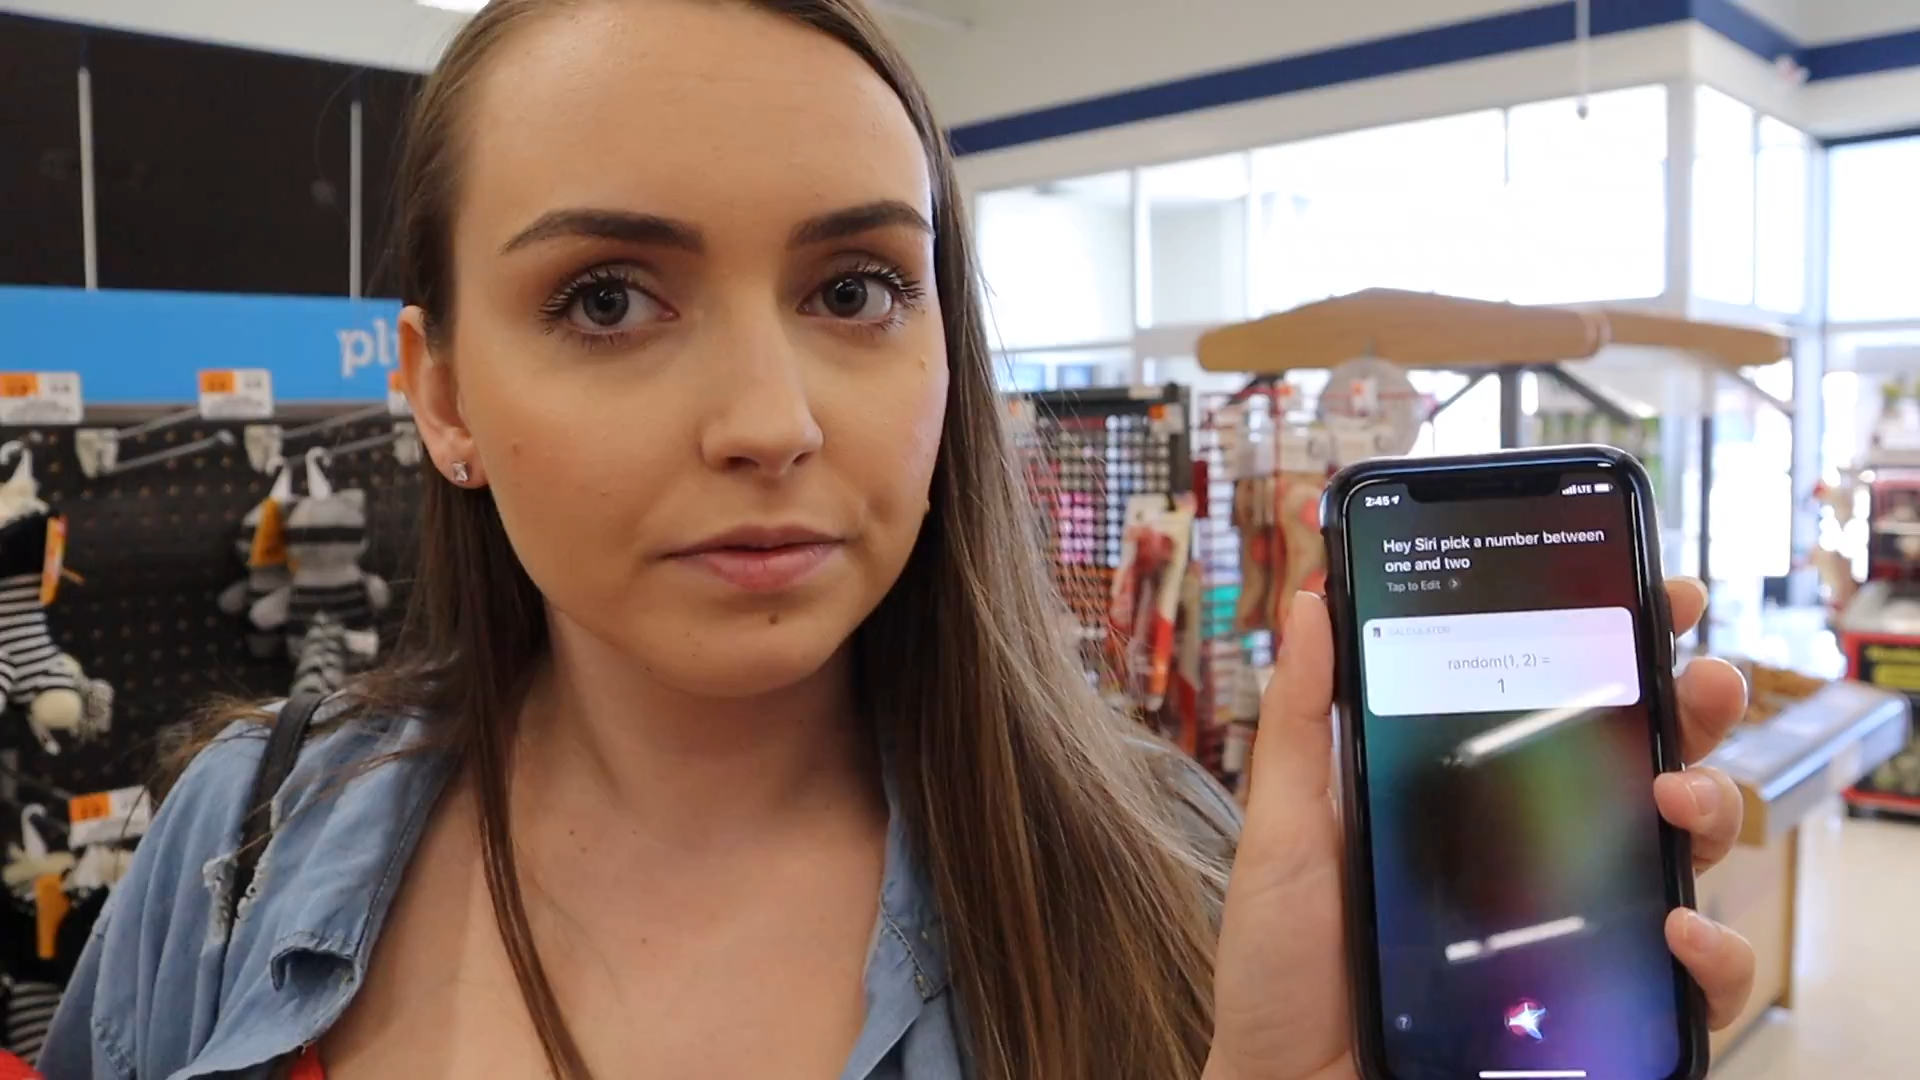 pl
2:45
LTE
Hey Siri pick a number between
one and two
Tap to Edit
CALCULATOR
random(1, 2) =
1
?